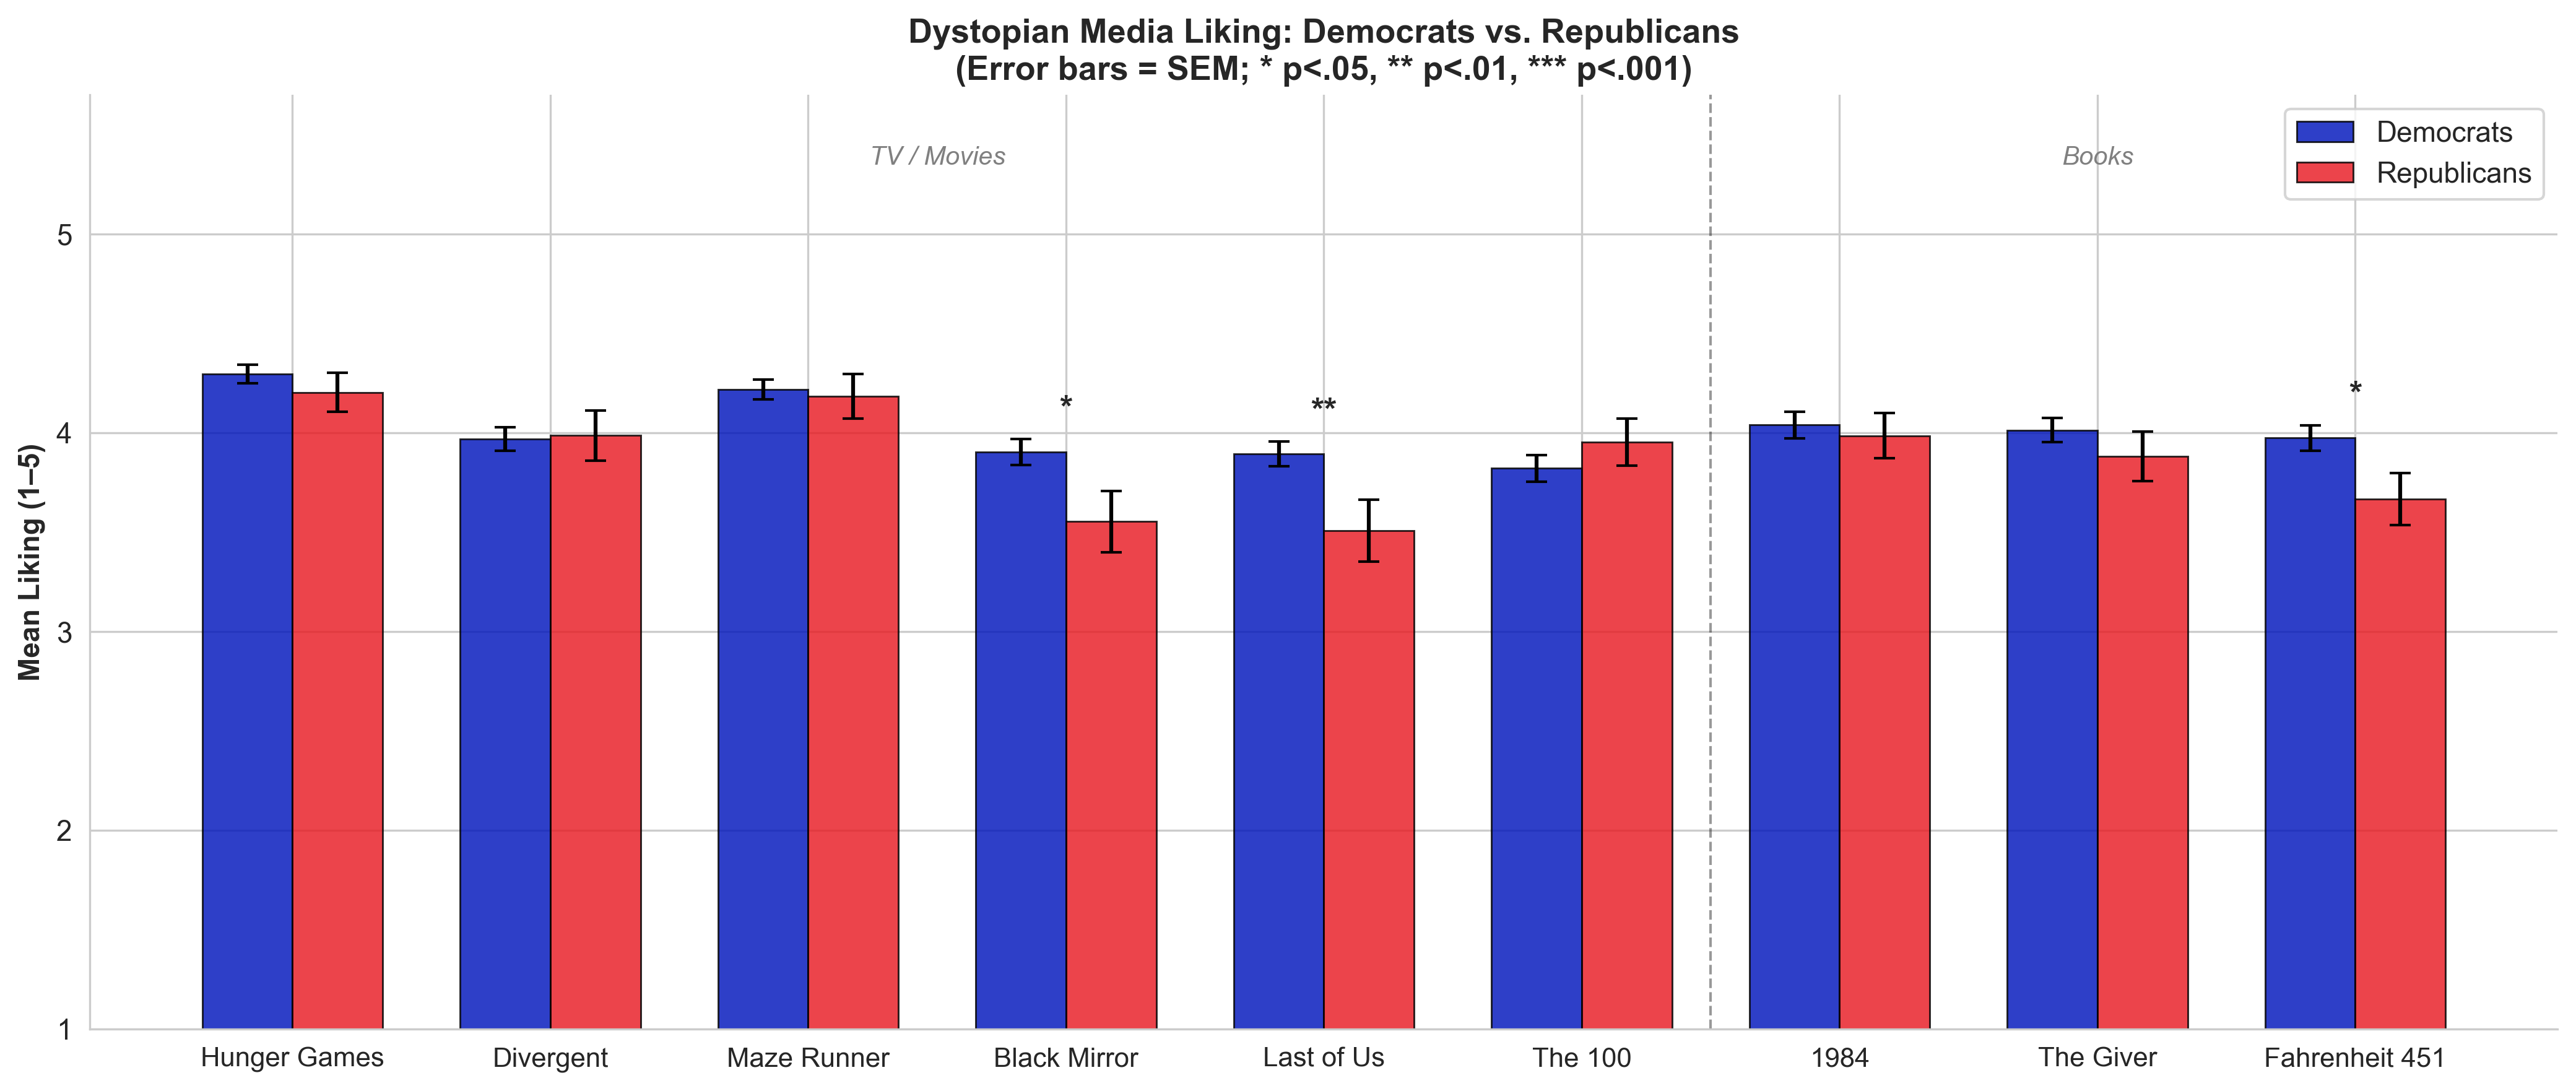 Dystopian Media Liking: Democrats vs. Republicans
(Error bars = SEM; * p<.05, ** p<.01, *** p<.001)
TV / Movies
Books
Democrats
Republicans
Mean Liking (1–5)
5
4
3
2
1
*
**
*
Hunger Games
Divergent
Maze Runner
Black Mirror
Last of Us
The 100
1984
The Giver
Fahrenheit 451